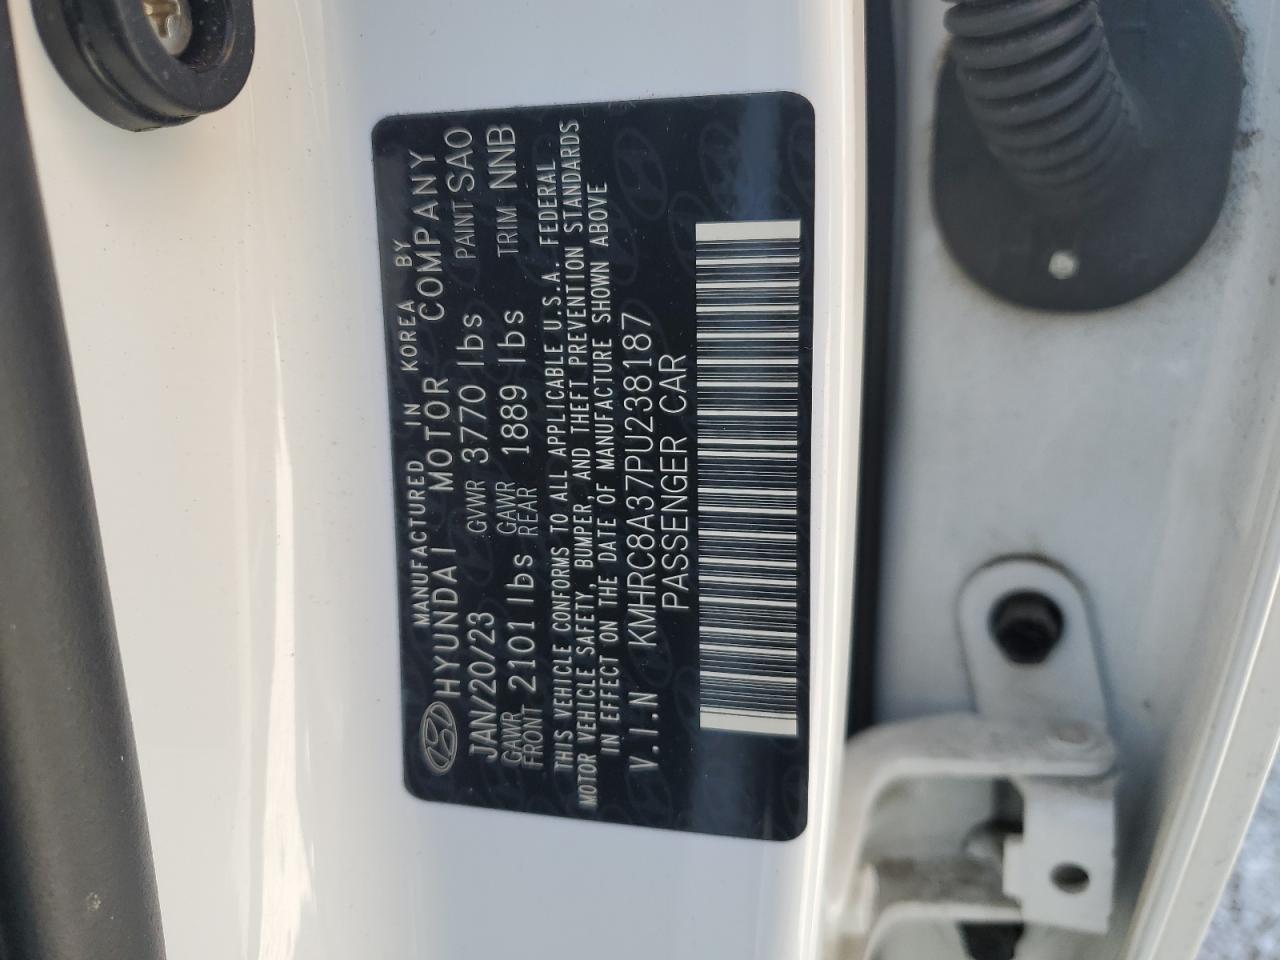 MANUFACTURED IN KOREA BY
HYUNDAI MOTOR COMPANY
JAN/20/23 GVWR 3770 lbs PAINT SAO
GAWR FRONT 2101 lbs GAWR REAR 1889 lbs TRIM NNB
THIS VEHICLE CONFORMS TO ALL APPLICABLE U.S.A. FEDERAL
MOTOR VEHICLE SAFETY, BUMPER, AND THEFT PREVENTION STANDARDS
IN EFFECT ON THE DATE OF MANUFACTURE SHOWN ABOVE
V.I.N KMHRC8A37PU238187
PASSENGER CAR